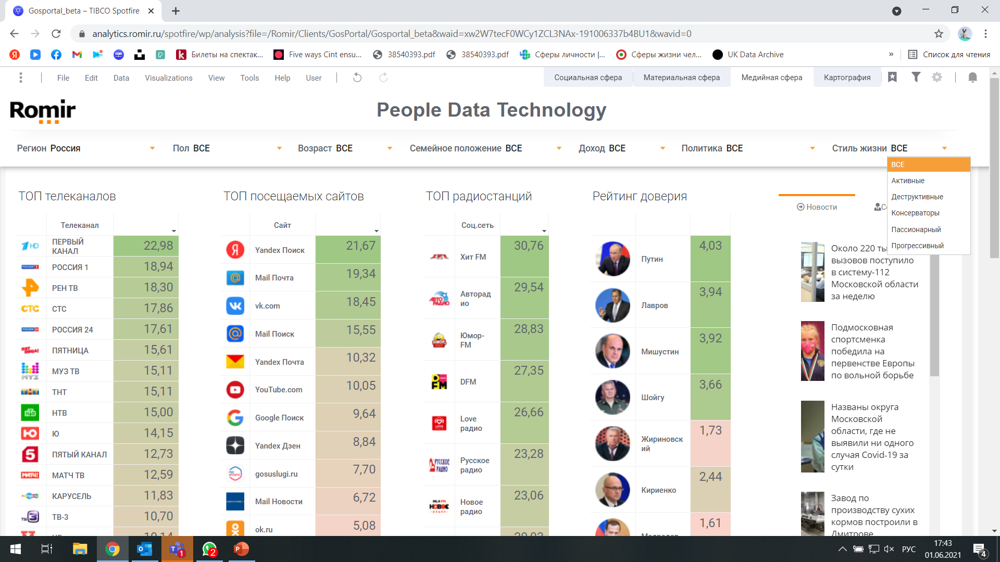 Gosportal_beta – TIBCO Spotfire
analytics.romir.ru/spotfire/wp/analysis?file=/Romir/Clients/GosPortal/Gosportal_beta&waid=xw2W7tecF0WCy1ZCL3NAx-191006337b4BU1&wavid=0
Билеты на спектак...
Five ways Cint ensu...
38540393.pdf
38540393.pdf
Сферы личности |...
Сферы жизни чел...
UK Data Archive
»
Список для чтения
File Edit Data Visualizations View Tools Help User
Социальная сфера
Материальная сфера
Медийная сфера
Картография
Romir
People Data Technology
Регион Россия
Пол ВСЕ
Возраст ВСЕ
Семейное положение ВСЕ
Доход ВСЕ
Политика ВСЕ
Стиль жизни ВСЕ
ВСЕ
Активные
Деструктивные
Консерваторы
Пассионарный
Прогрессивный
ТОП телеканалов
Телеканал
ПЕРВЫЙ
КАНАЛ
22,98
РОССИЯ 1 18,94
РЕН ТВ 18,30
СТС 17,86
РОССИЯ 24 17,61
ПЯТНИЦА 15,61
МУЗ ТВ 15,11
ТНТ 15,11
НТВ 15,00
Ю 14,15
ПЯТЫЙ КАНАЛ 12,73
МАТЧ ТВ 12,59
КАРУСЕЛЬ 11,83
ТВ-3 10,70
ТОП посещаемых сайтов
Сайт
Yandex Поиск 21,67
Mail Почта 19,34
vk.com 18,45
Mail Поиск 15,55
Yandex Почта 10,32
YouTube.com 10,05
Google Поиск 9,64
Yandex Дзен 8,84
gosuslugi.ru 7,70
Mail Новости 6,72
ok.ru 5,08
ТОП радиостанций
Соц.сеть
Хит FM 30,76
Авторад
ио
29,54
Юмор-
FM
28,83
DFM 27,35
Love
радио
26,66
Русское
радио
23,28
Новое
радио
23,06
Рейтинг доверия
Путин 4,03
Лавров 3,94
Мишустин 3,92
Шойгу 3,66
Жириновск
ий
1,73
Кириенко 2,44
1,61
Новости
Около 220 ты
вызовов поступило
в систему-112
Московской области
за неделю
Подмосковная
спортсменка
победила на
первенстве Европы
по вольной борьбе
Названы округа
Московской
области, где не
выявили ни одного
случая Covid-19 за
сутки
Завод по
производству сухих
кормов построили в
Дмитрове
1
2
РУС
17:43
01.06.2021
4